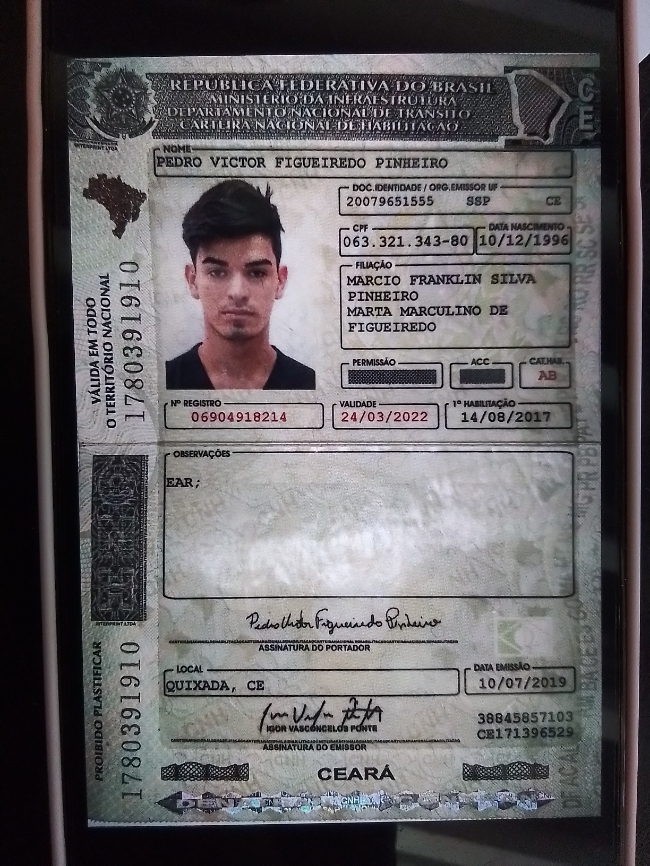 REPÚBLICA FEDERATIVA DO BRASIL
MINISTÉRIO DA INFRAESTRUTURA
DEPARTAMENTO NACIONAL DE TRÂNSITO
CARTEIRA NACIONAL DE HABILITAÇÃO
CE
NOME
PEDRO VICTOR FIGUEIREDO PINHEIRO
DOC. IDENTIDADE / ORG. EMISSOR UF
20079651555 SSP CE
CPF
063.321.343-80
DATA NASCIMENTO
10/12/1996
FILIAÇÃO
MARCIO FRANKLIN SILVA
PINHEIRO
MARTA MARCULINO DE
FIGUEIREDO
PERMISSÃO
ACC
CAT. HAB.
AB
Nº REGISTRO
06904918214
VALIDADE
24/03/2022
1ª HABILITAÇÃO
14/08/2017
VÁLIDA EM TODO
O TERRITÓRIO NACIONAL
1780391910
OBSERVAÇÕES
EAR;
Pedro Victor Figueiredo Pinheiro
ASSINATURA DO PORTADOR
LOCAL
QUIXADA, CE
DATA EMISSÃO
10/07/2019
IGOR VASCONCELOS PONTE
ASSINATURA DO EMISSOR
38845857103
CE171396529
PROIBIDO PLASTIFICAR
1780391910
CEARÁ